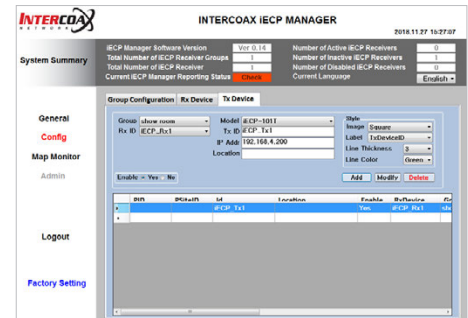 INTERCOAX
NETWORKS
INTERCOAX iECP MANAGER
2018.11.27 15:27:07
System Summary
iECP Manager Software Version Ver 0.14 Number of Active iECP Receivers 0
Total Number of iECP Receiver Groups 1 Number of Inactive iECP Receivers 1
Total Number of iECP Receiver 1 Number of Disabled iECP Receivers 0
Current iECP Manager Reporting Status Check Current Language English
Group Configuration Rx Device Tx Device
General
Config
Map Monitor
Admin
Logout
Factory Setting
Group show room Model iECP-101T
Rx ID iECP_Rx1 Tx ID iECP_Tx1
IP Addr 192,168,4,200
Location
Style
Image Square
Label TxDeviceID
Line Thickness 3
Line Color Green
Enable Yes No
Add Modify Delete
PID PSiteID Id Location Enable RxDevice
iECP_Tx1 Yes iECP_Rx1